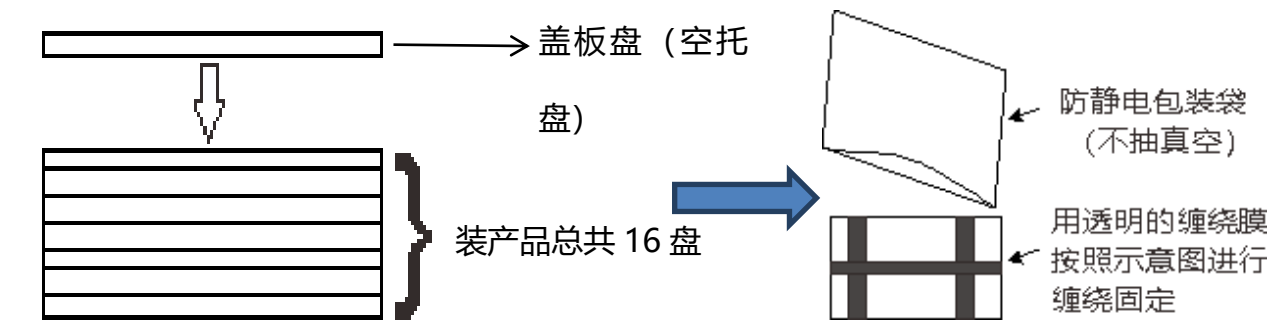 盖板盘（空托
盘）
装产品总共 16 盘
防静电包装袋
（不抽真空）
用透明的缠绕膜
按照示意图进行
缠绕固定